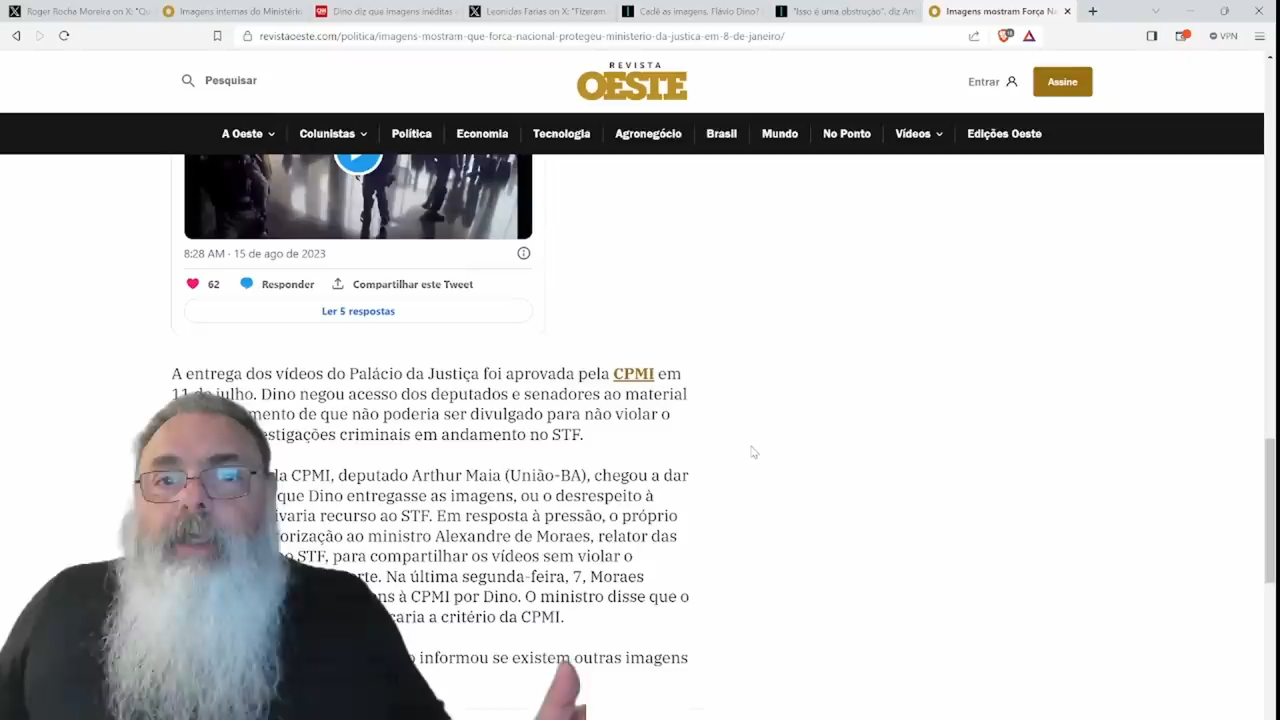 Roger Rocha Moreira on X: "Qu
Imagens internas do Ministério
Dino diz que imagens inéditas
Leonidas Farias on X: "Fizeram
Cadê as imagens, Flávio Dino?
"Isso é uma obstrução", diz Am
Imagens mostram Força N
revistaoeste.com/politica/imagens-mostram-que-forca-nacional-protegeu-ministerio-da-justica-em-8-de-janeiro/
VPN
Pesquisar
REVISTA
OESTE
Entrar
Assine
A Oeste
Colunistas
Política
Economia
Tecnologia
Agronegócio
Brasil
Mundo
No Ponto
Vídeos
Edições Oeste
8:28 AM · 15 de ago de 2023
62
Responder
Compartilhar este Tweet
Ler 5 respostas
A entrega dos vídeos do Palácio da Justiça foi aprovada pela CPMI em
11 de julho. Dino negou acesso dos deputados e senadores ao material
mento de que não poderia ser divulgado para não violar o
estigações criminais em andamento no STF.
la CPMI, deputado Arthur Maia (União-BA), chegou a dar
que Dino entregasse as imagens, ou o desrespeito à
ivaria recurso ao STF. Em resposta à pressão, o próprio
orização ao ministro Alexandre de Moraes, relator das
STF, para compartilhar os vídeos sem violar o
rte. Na última segunda-feira, 7, Moraes
ns à CPMI por Dino. O ministro disse que o
caria a critério da CPMI.
informou se existem outras imagens